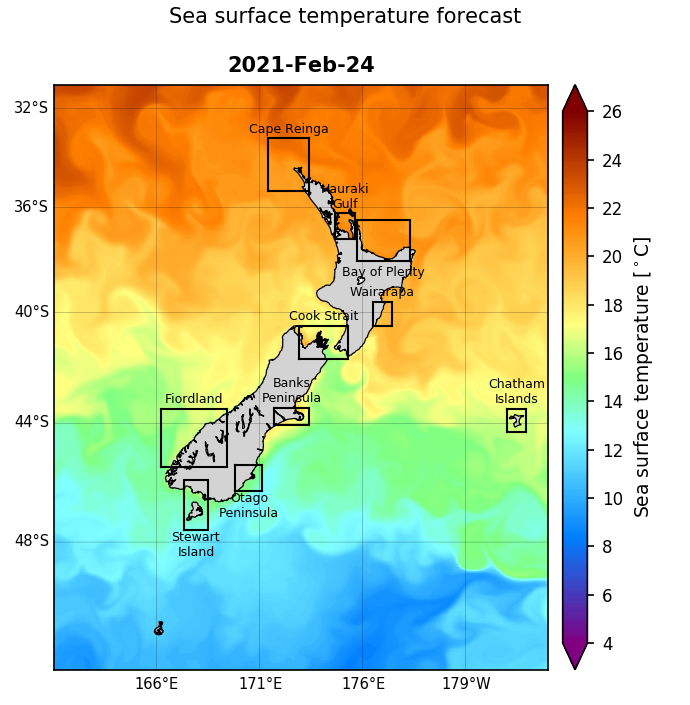 Sea surface temperature forecast
2021-Feb-24
32°S
36°S
40°S
44°S
48°S
Cape Reinga
Hauraki
Gulf
Bay of Plenty
Wairarapa
Cook Strait
Banks
Peninsula
Fiordland
Chatham
Islands
Otago
Peninsula
Stewart
Island
166°E
171°E
176°E
179°W
26
24
22
20
18
16
14
12
10
8
6
4
Sea surface temperature [°C]